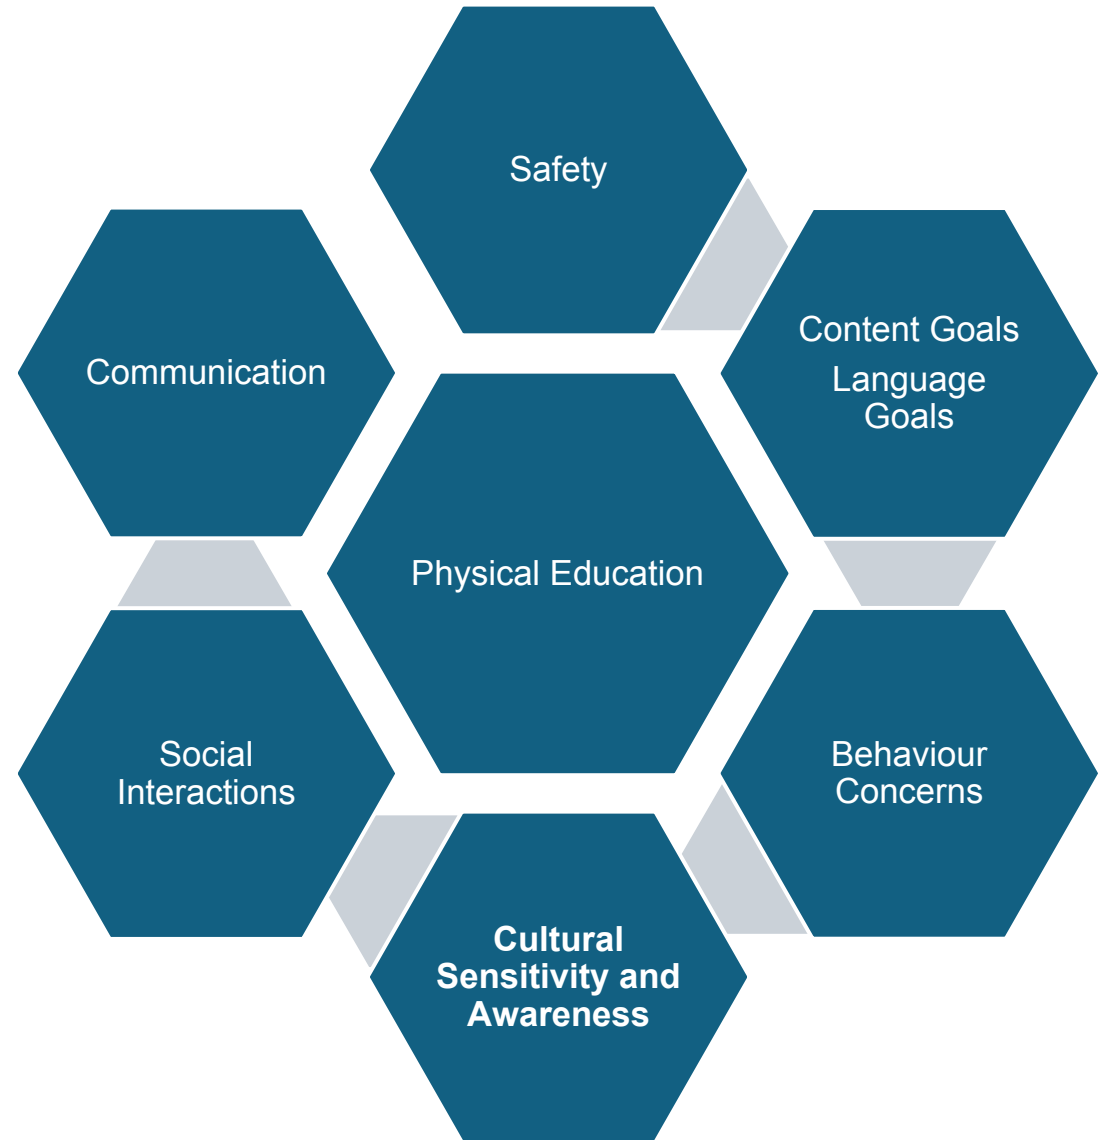 Safety
Content Goals
Language
Goals
Communication
Physical Education
Social
Interactions
Behaviour
Concerns
Cultural
Sensitivity and
Awareness